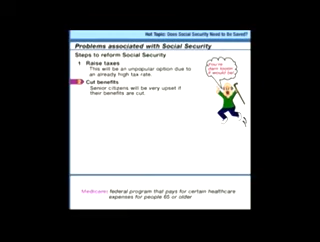 Hot Topic: Does Social Security Need to Be Saved?
Problems associated with Social Security
Steps to reform Social Security
1 Raise taxes
This will be an unpopular option due to
an already high tax rate.
Cut benefits
Senior citizens will be very upset if
their benefits are cut.
Medicare: federal program that pays for certain healthcare
expenses for people 65 or older